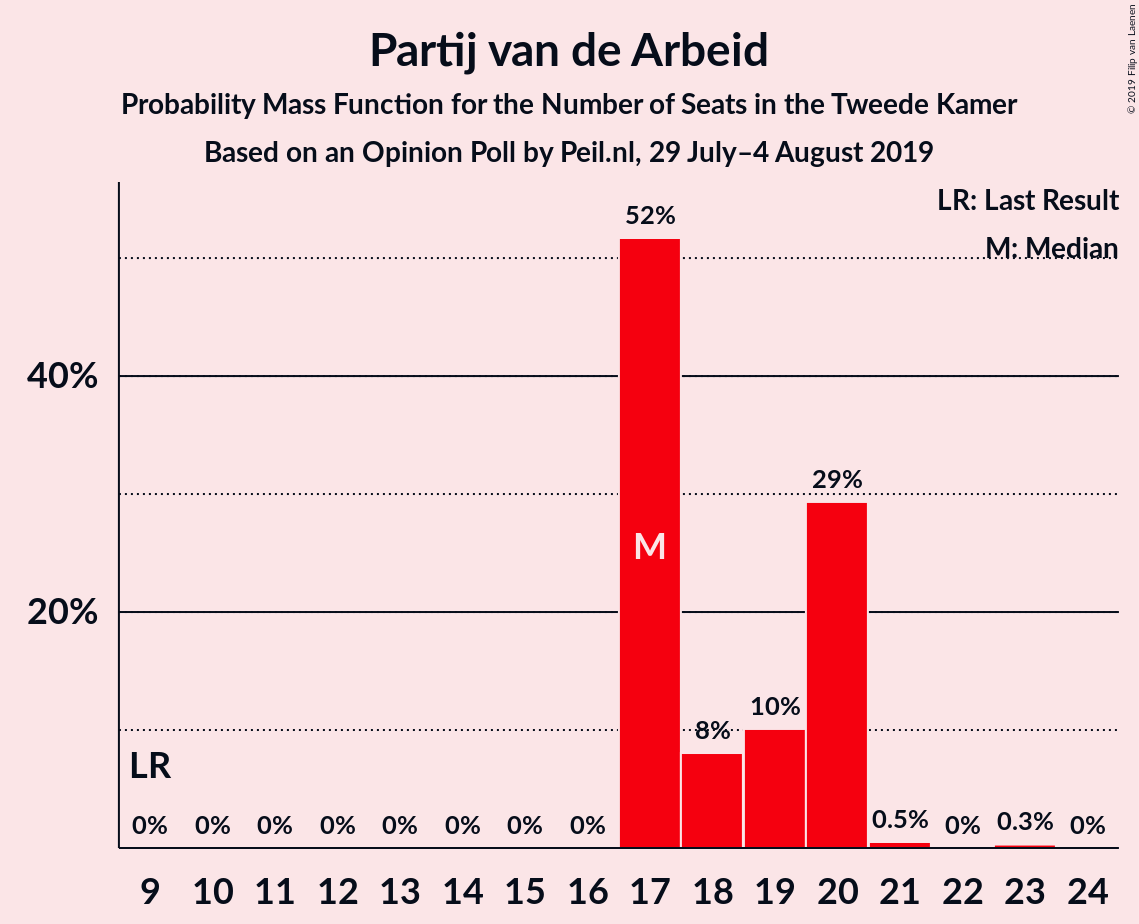 Partij van de Arbeid
Probability Mass Function for the Number of Seats in the Tweede Kamer
Based on an Opinion Poll by Peil.nl, 29 July–4 August 2019
© 2019 Filip van Laenen
LR: Last Result
M: Median
52%
40%
29%
M
20%
10%
8%
LR
0% 0% 0% 0% 0% 0% 0% 0% 0.5% 0% 0.3% 0%
9 10 11 12 13 14 15 16 17 18 19 20 21 22 23 24